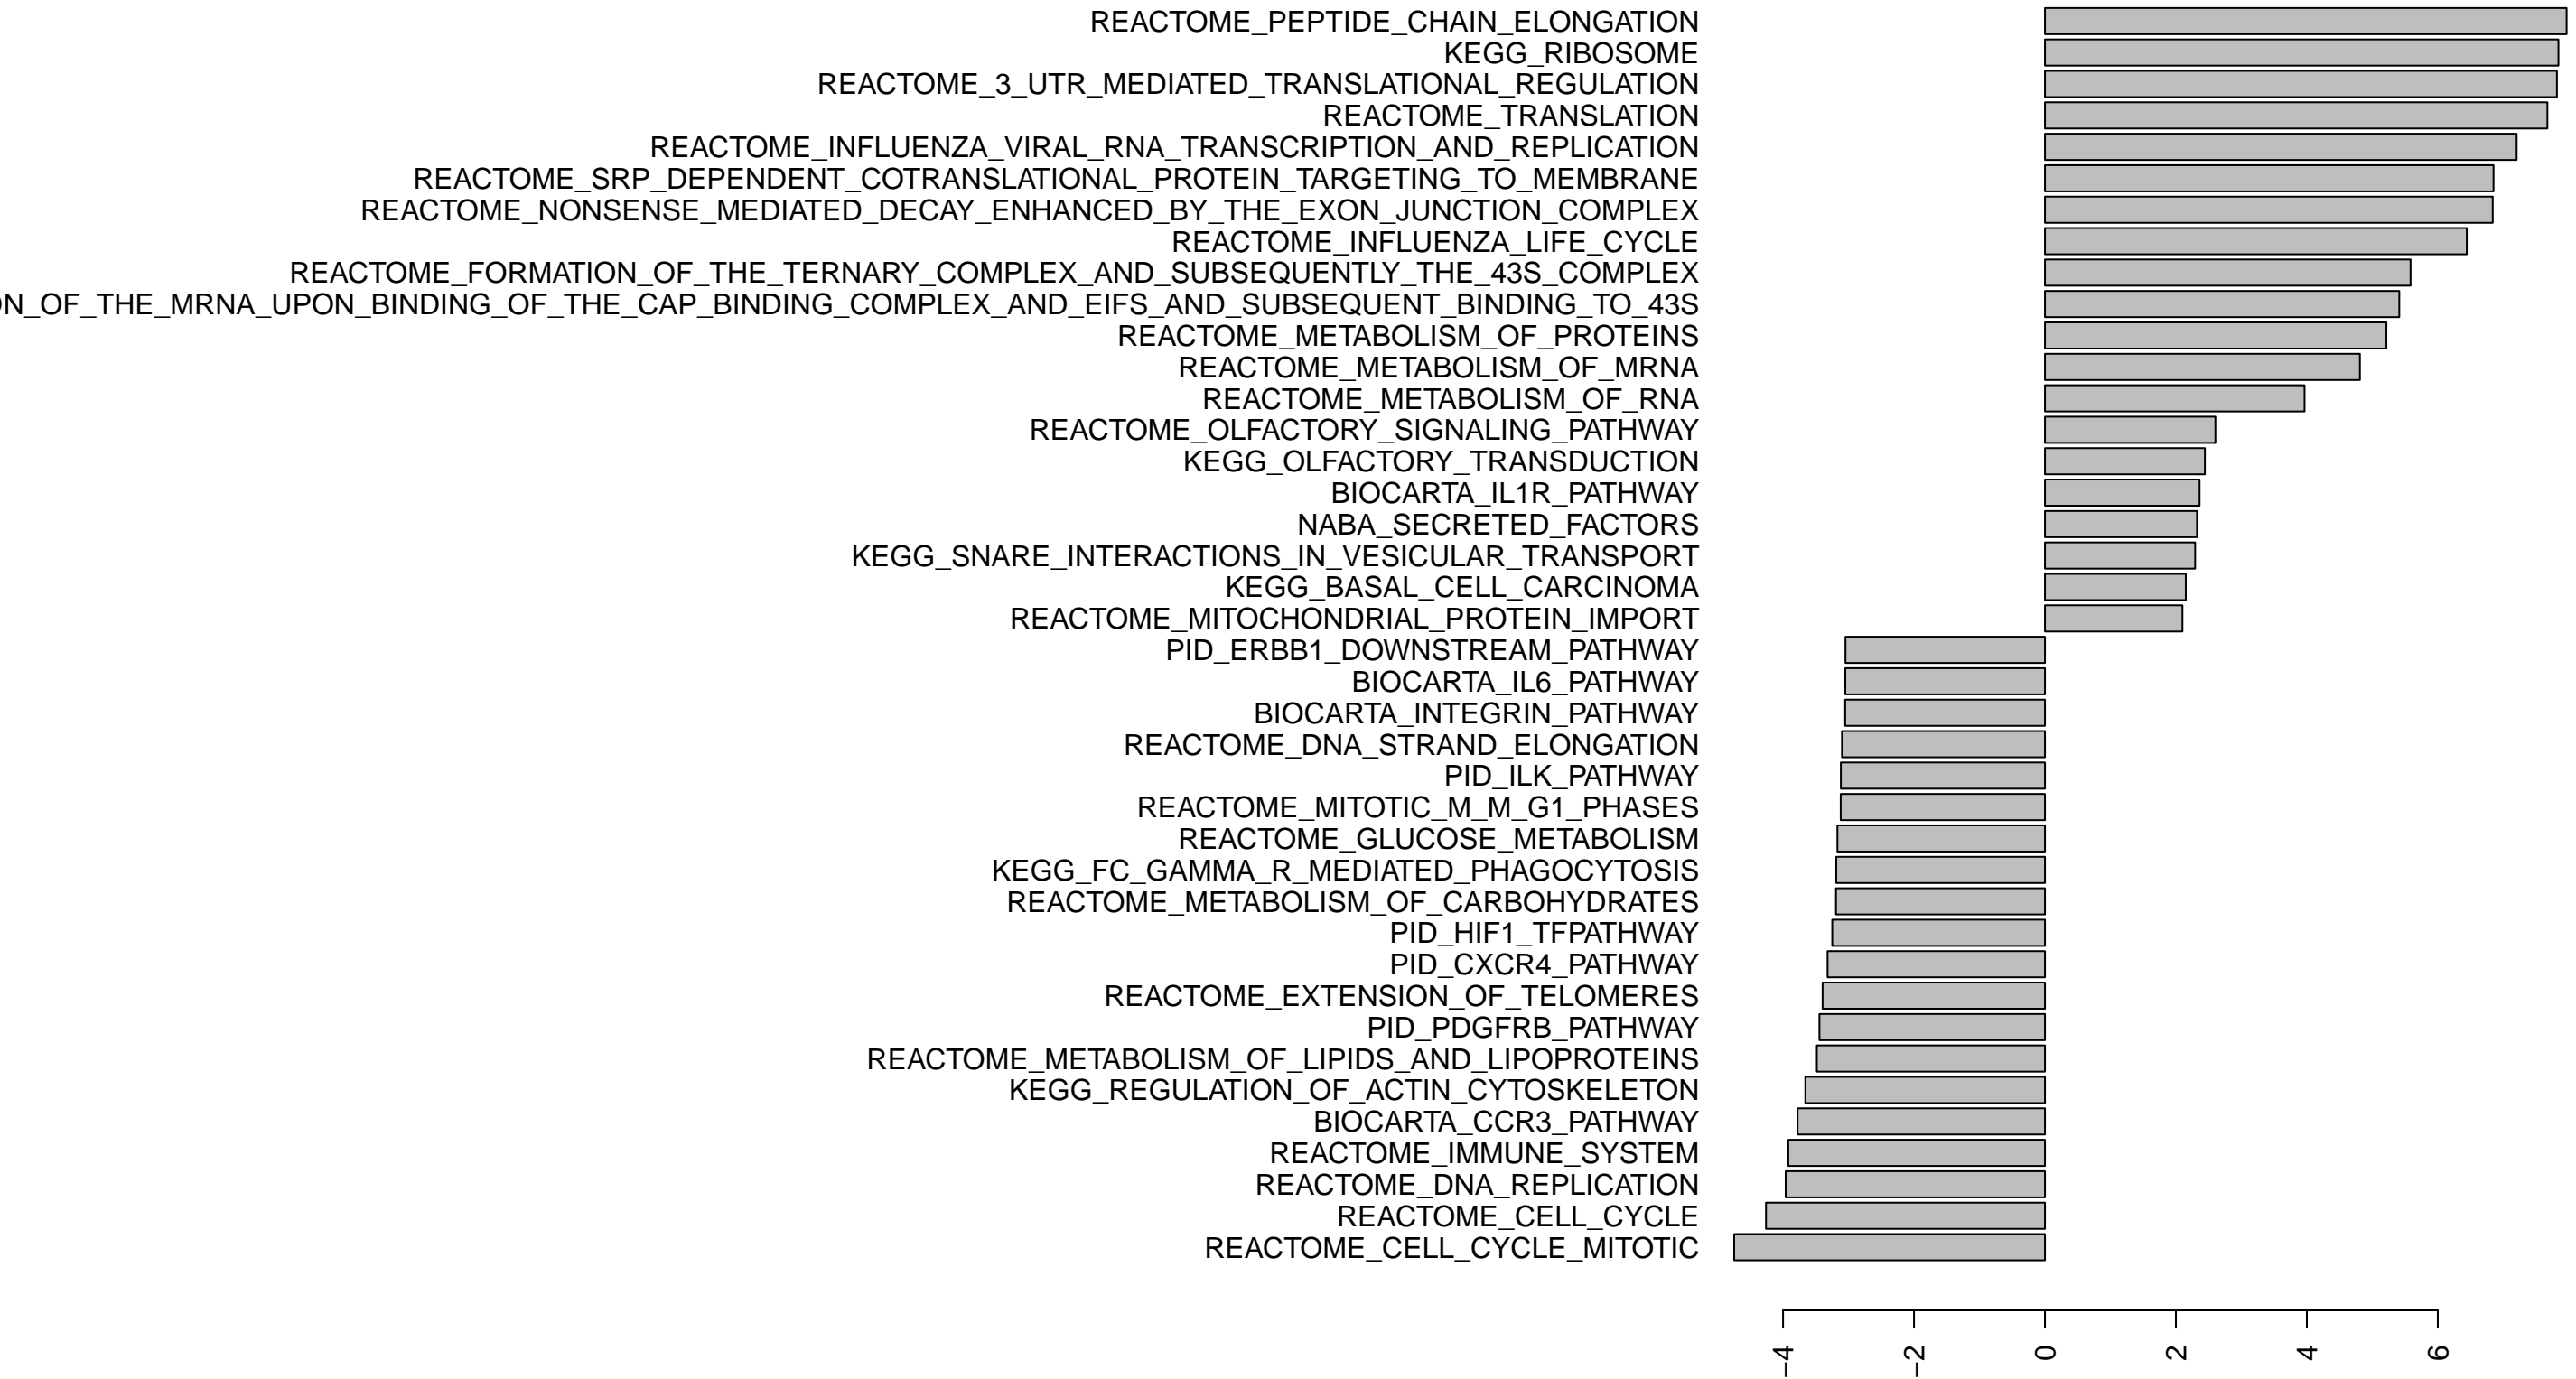 REACTOME_PEPTIDE_CHAIN_ELONGATION
KEGG_RIBOSOME
REACTOME_3_UTR_MEDIATED_TRANSLATIONAL_REGULATION
REACTOME_TRANSLATION
REACTOME_INFLUENZA_VIRAL_RNA_TRANSCRIPTION_AND_REPLICATION
REACTOME_SRP_DEPENDENT_COTRANSLATIONAL_PROTEIN_TARGETING_TO_MEMBRANE
REACTOME_NONSENSE_MEDIATED_DECAY_ENHANCED_BY_THE_EXON_JUNCTION_COMPLEX
REACTOME_INFLUENZA_LIFE_CYCLE
REACTOME_FORMATION_OF_THE_TERNARY_COMPLEX_AND_SUBSEQUENTLY_THE_43S_COMPLEX
N_OF_THE_MRNA_UPON_BINDING_OF_THE_CAP_BINDING_COMPLEX_AND_EIFS_AND_SUBSEQUENT_BINDING_TO_43S
REACTOME_METABOLISM_OF_PROTEINS
REACTOME_METABOLISM_OF_MRNA
REACTOME_METABOLISM_OF_RNA
REACTOME_OLFACTORY_SIGNALING_PATHWAY
KEGG_OLFACTORY_TRANSDUCTION
BIOCARTA_IL1R_PATHWAY
NABA_SECRETED_FACTORS
KEGG_SNARE_INTERACTIONS_IN_VESICULAR_TRANSPORT
KEGG_BASAL_CELL_CARCINOMA
REACTOME_MITOCHONDRIAL_PROTEIN_IMPORT
PID_ERBB1_DOWNSTREAM_PATHWAY
BIOCARTA_IL6_PATHWAY
BIOCARTA_INTEGRIN_PATHWAY
REACTOME_DNA_STRAND_ELONGATION
PID_ILK_PATHWAY
REACTOME_MITOTIC_M_M_G1_PHASES
REACTOME_GLUCOSE_METABOLISM
KEGG_FC_GAMMA_R_MEDIATED_PHAGOCYTOSIS
REACTOME_METABOLISM_OF_CARBOHYDRATES
PID_HIF1_TFPATHWAY
PID_CXCR4_PATHWAY
REACTOME_EXTENSION_OF_TELOMERES
PID_PDGFRB_PATHWAY
REACTOME_METABOLISM_OF_LIPIDS_AND_LIPOPROTEINS
KEGG_REGULATION_OF_ACTIN_CYTOSKELETON
BIOCARTA_CCR3_PATHWAY
REACTOME_IMMUNE_SYSTEM
REACTOME_DNA_REPLICATION
REACTOME_CELL_CYCLE
REACTOME_CELL_CYCLE_MITOTIC
−4 −2 0 2 4 6